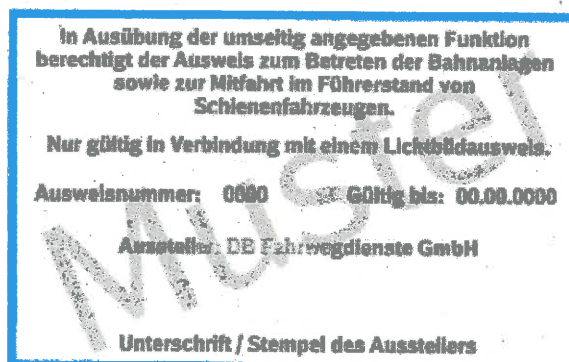 In Ausübung der umseitig angegebenen Funktion
berechtigt der Ausweis zum Betreten der Bahnanlagen
sowie zur Mitfahrt im Führerstand von
Schienenfahrzeugen.
Nur gültig in Verbindung mit einem Lichtbildausweis.
Ausweisnummer: 0000 Gültig bis: 00.00.0000
Aussteller: DB Fahrwegdienste GmbH
Muster
Unterschrift / Stempel des Ausstellers